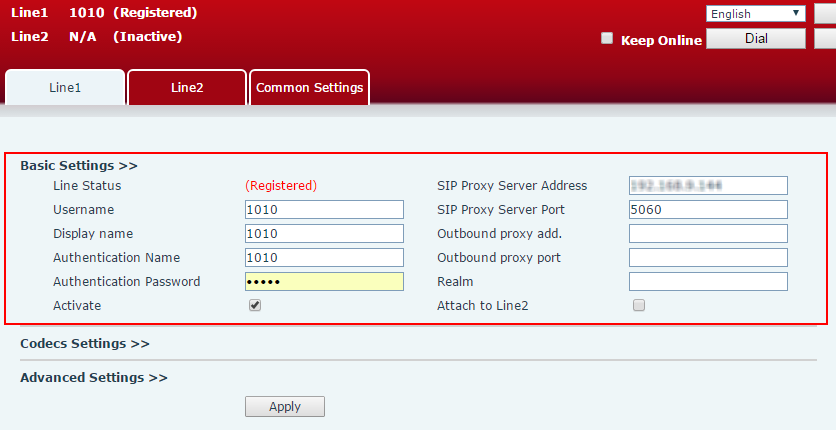 Line1 1010 (Registered)
English
Line2 N/A (Inactive)
Keep Online
Dial
Line1
Line2
Common Settings
Basic Settings >>
Line Status (Registered)
SIP Proxy Server Address
Username 1010
SIP Proxy Server Port 5060
Display name 1010
Outbound proxy add.
Authentication Name 1010
Outbound proxy port
Authentication Password •••••
Realm
Activate
Attach to Line2
Codecs Settings >>
Advanced Settings >>
Apply